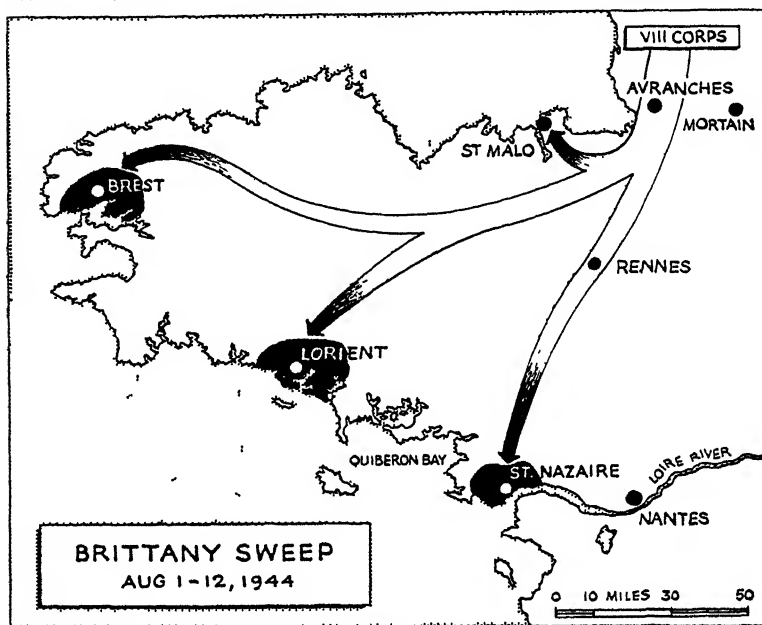 VIII CORPS
AVRANCHES
MORTAIN
ST MALO
BREST
RENNES
LORIENT
QUIBERON BAY
ST. NAZAIRE
LOIRE RIVER
NANTES
BRITTANY SWEEP
AUG 1-12, 1944
0 10 MILES 30 50